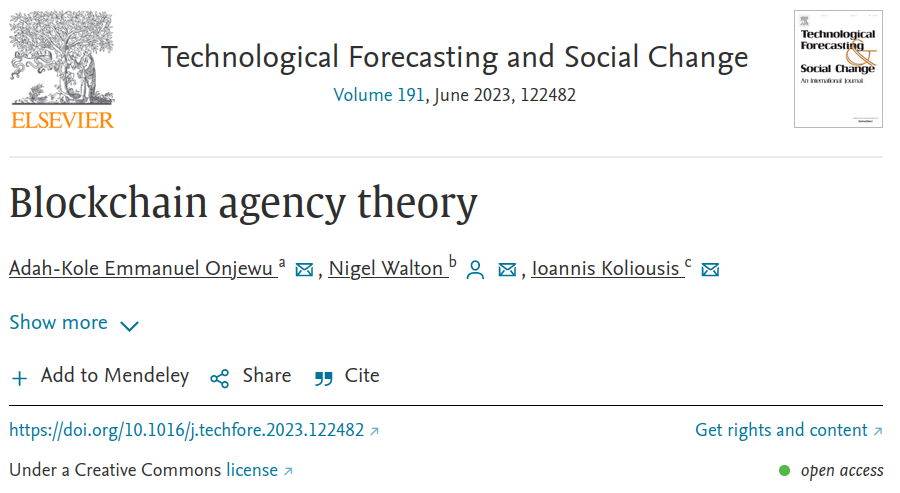 Technological Forecasting and Social Change
Volume 191, June 2023, 122482
ELSEVIER
Technological
Forecasting
&
Social Change
An International Journal
Blockchain agency theory
Adah-Kole Emmanuel Onjewu a , Nigel Walton b , Ioannis Koliousis c
Show more
Add to Mendeley Share Cite
https://doi.org/10.1016/j.techfore.2023.122482 Get rights and content
Under a Creative Commons license open access